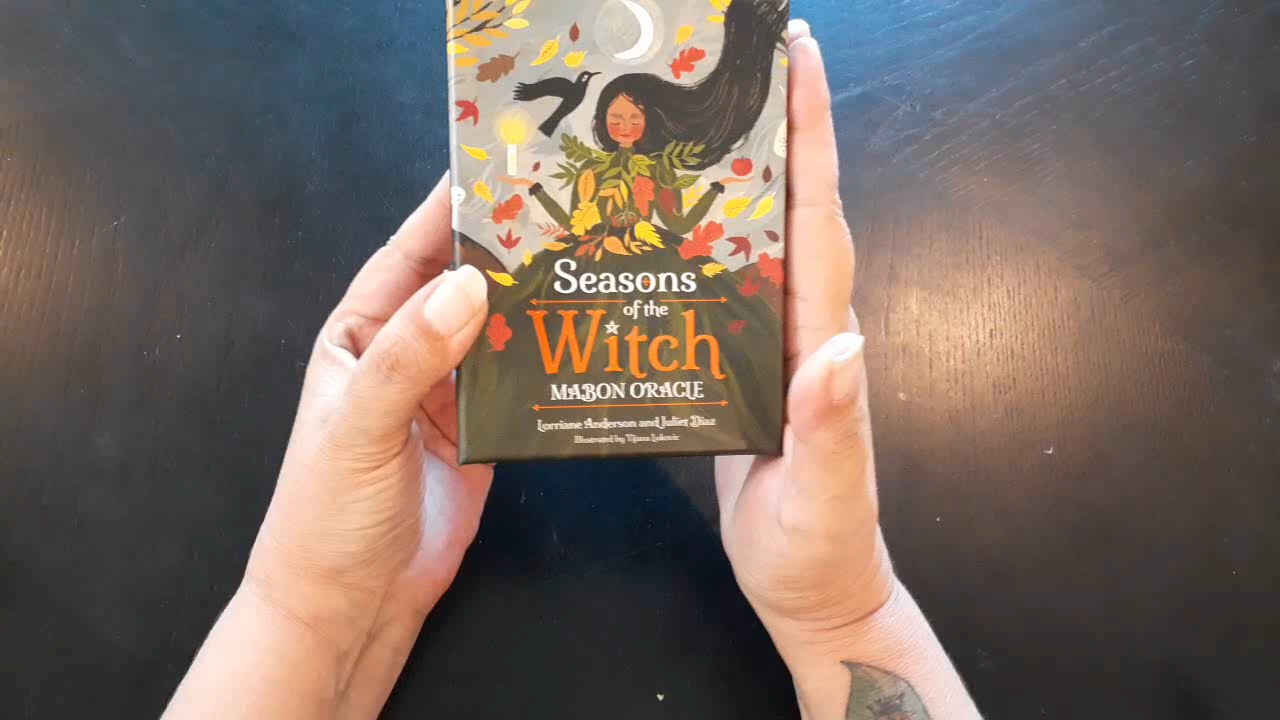 Seasons
of the
Witch
MABON ORACLE
Lorriane Anderson and Juliet Diaz
Illustrated by Tijana Lukovic